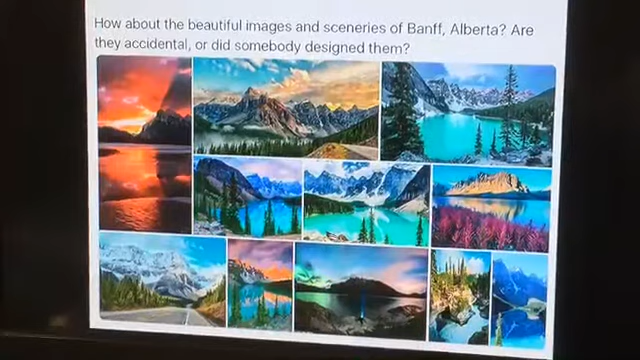 How about the beautiful images and sceneries of Banff, Alberta? Are
they accidental, or did somebody designed them?